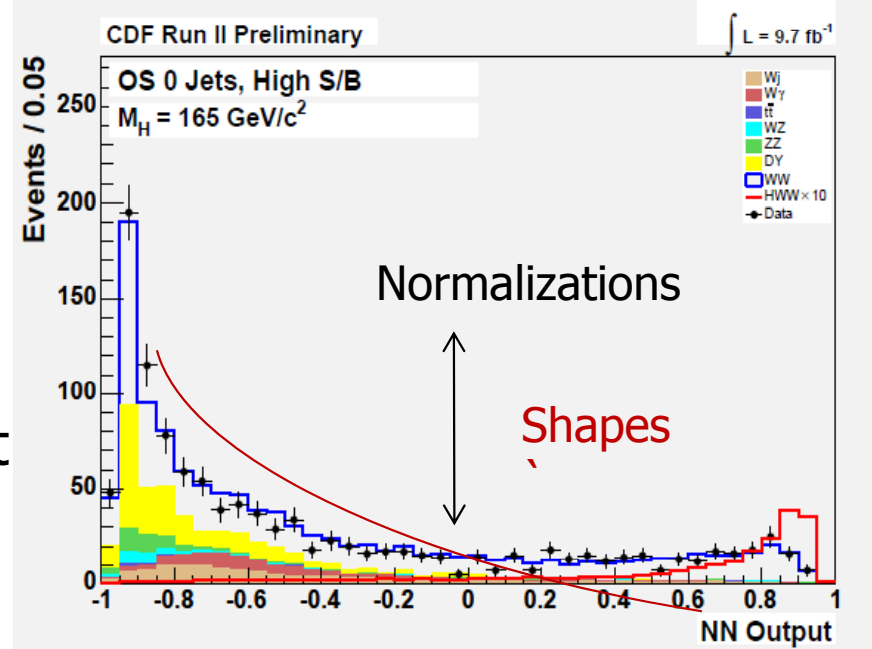 CDF Run II Preliminary
∫ L = 9.7 fb⁻¹
OS 0 Jets, High S/B
M_H = 165 GeV/c²
Events / 0.05
250
200
150
100
50
0
Wj
Wγ
tt̄
WZ
ZZ
DY
WW
HWW × 10
Data
Normalizations
Shapes
`
t
-1
-0.8
-0.6
-0.4
-0.2
0
0.2
0.4
0.6
0.8
1
NN Output